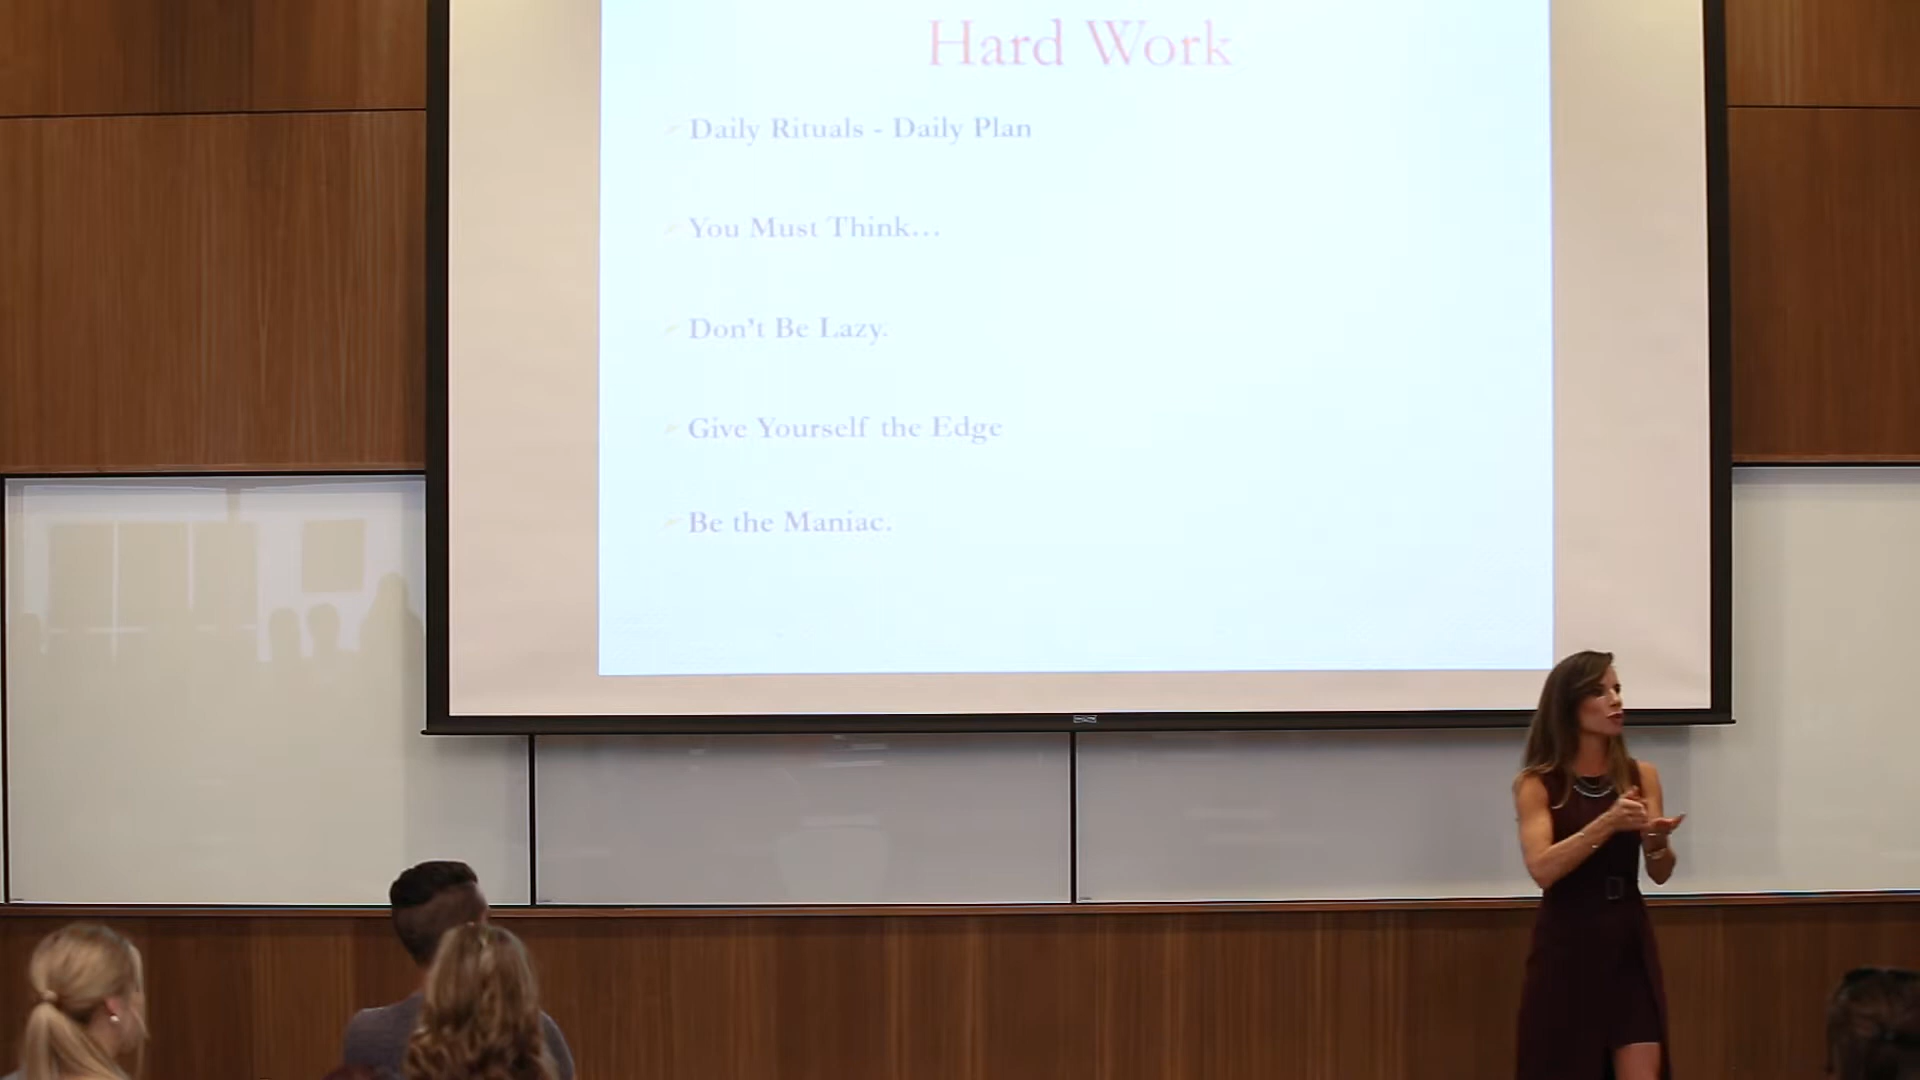 Hard Work
Daily Rituals - Daily Plan
You Must Think...
Don't Be Lazy.
Give Yourself the Edge
Be the Maniac.